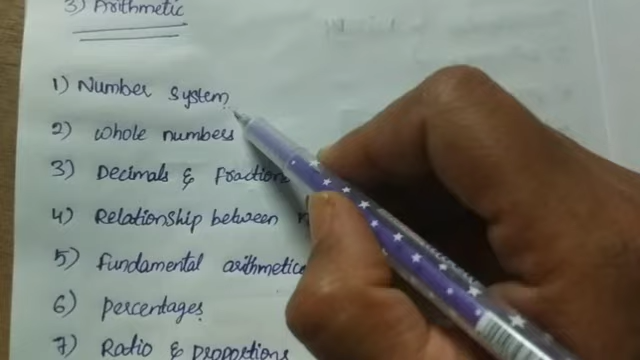 3) Arithmetic
1) Number system
2) whole numbers
3) Decimals & fractions
4) Relationship between
5) fundamental arithmetic
6) percentages
7) Ratio & proportions